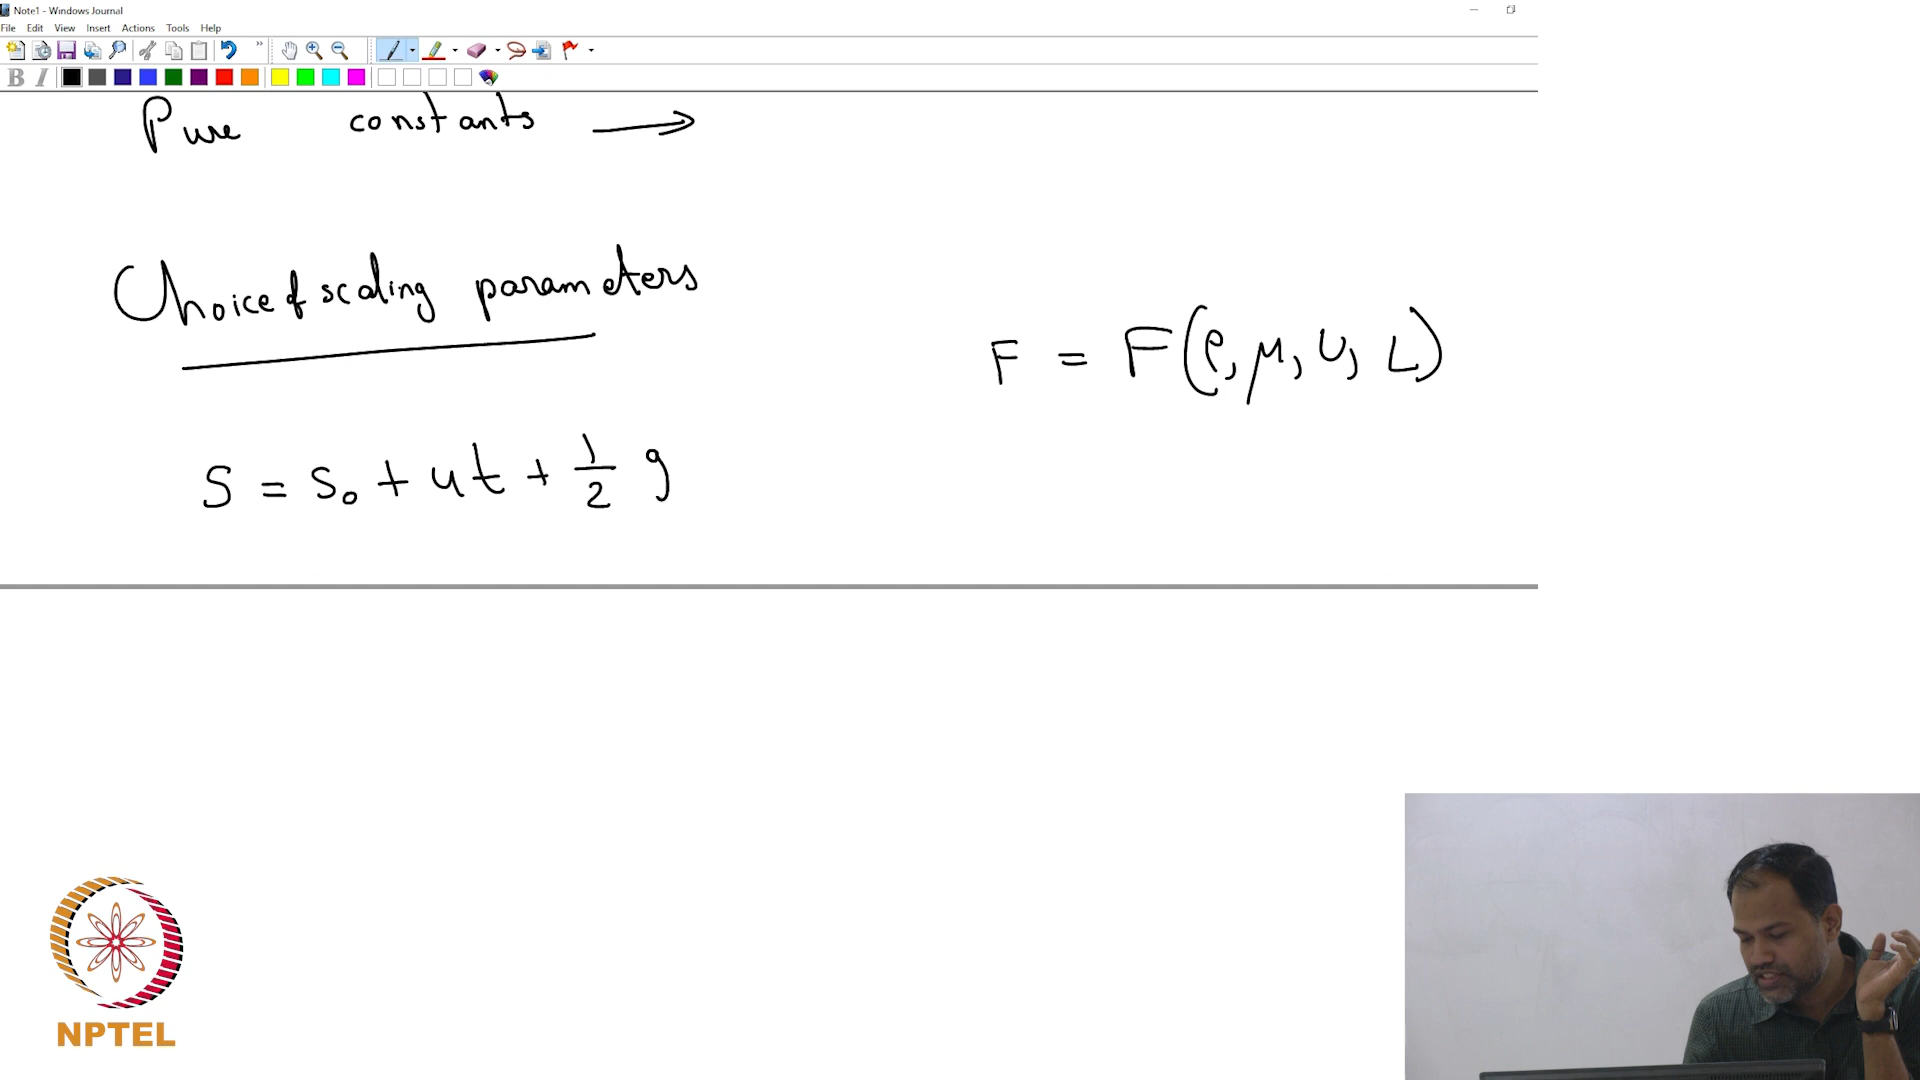 Note1 - Windows Journal
File Edit View Insert Actions Tools Help
B I
Pure constants →
Choice of scaling parameters
F = F(ρ, μ, U, L)
S = S₀ + ut + 1/2 g
NPTEL